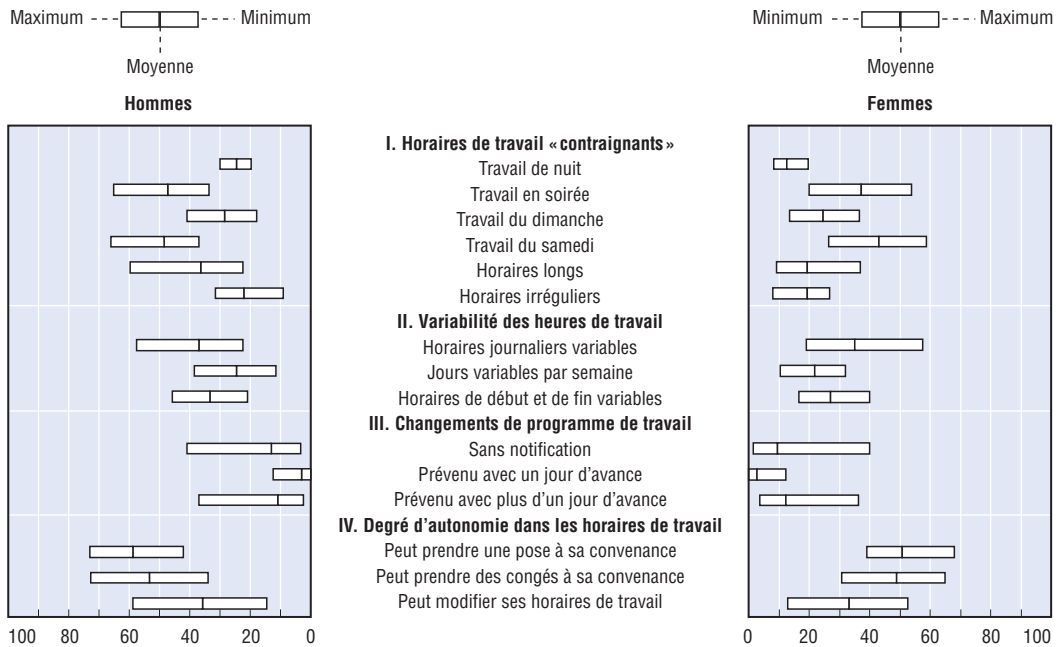 Maximum Minimum
Moyenne
Hommes
Minimum Maximum
Moyenne
Femmes
I. Horaires de travail « contraignants »
Travail de nuit
Travail en soirée
Travail du dimanche
Travail du samedi
Horaires longs
Horaires irréguliers
II. Variabilité des heures de travail
Horaires journaliers variables
Jours variables par semaine
Horaires de début et de fin variables
III. Changements de programme de travail
Sans notification
Prévenu avec un jour d’avance
Prévenu avec plus d’un jour d’avance
IV. Degré d’autonomie dans les horaires de travail
Peut prendre une pose à sa convenance
Peut prendre des congés à sa convenance
Peut modifier ses horaires de travail
100 80 60 40 20 0
0 20 40 60 80 100